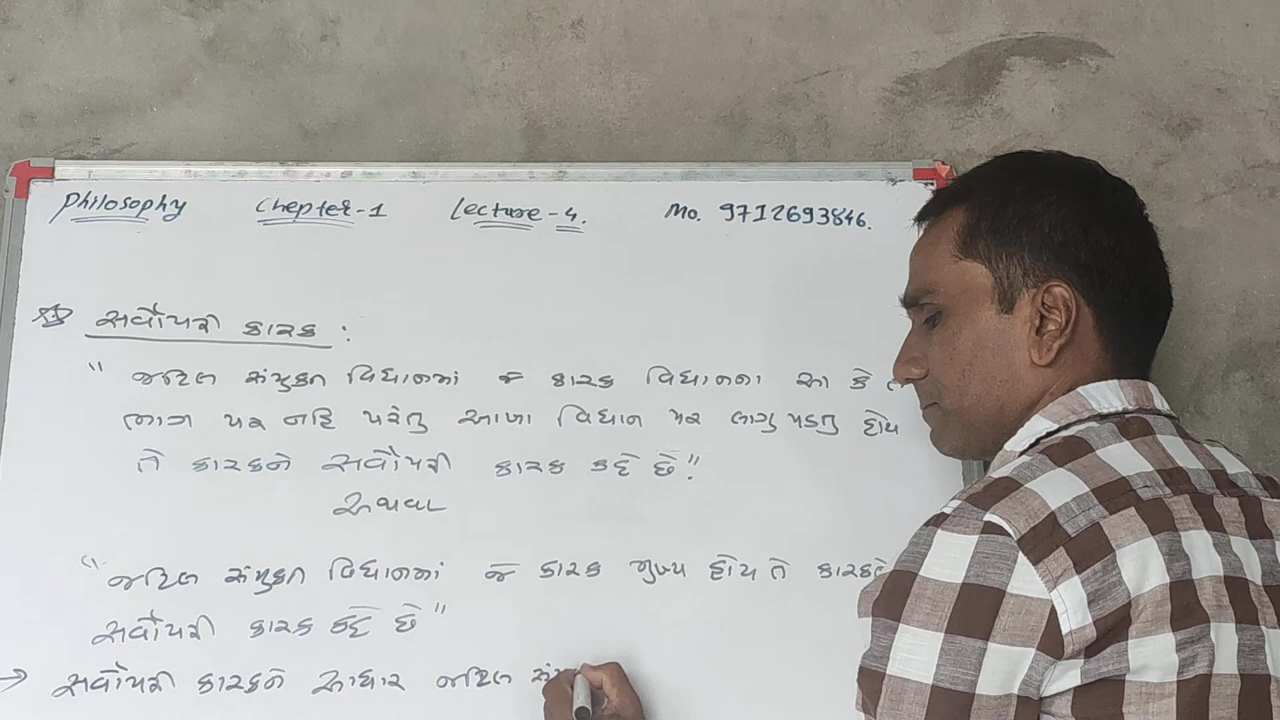 Philosophy Chepter-1 Lecture-4. Mo. 9712693846.
સર્વોપરી કારક :
"જટિલ સંયુક્ત વિધાનમાં જે કારક વિધાનના આ કે તે
ભાગ પર નહિ પરંતુ આખા વિધાન પર લાગુ પડતુ હોય
તે કારકને સર્વોપરી કારક કહે છે"
અથવા
"જટિલ સંયુક્ત વિધાનમાં જે કારક મુખ્ય હોય તે કારકને
સર્વોપરી કારક કહે છે"
→ સર્વોપરી કારકને આધાર જટિલ